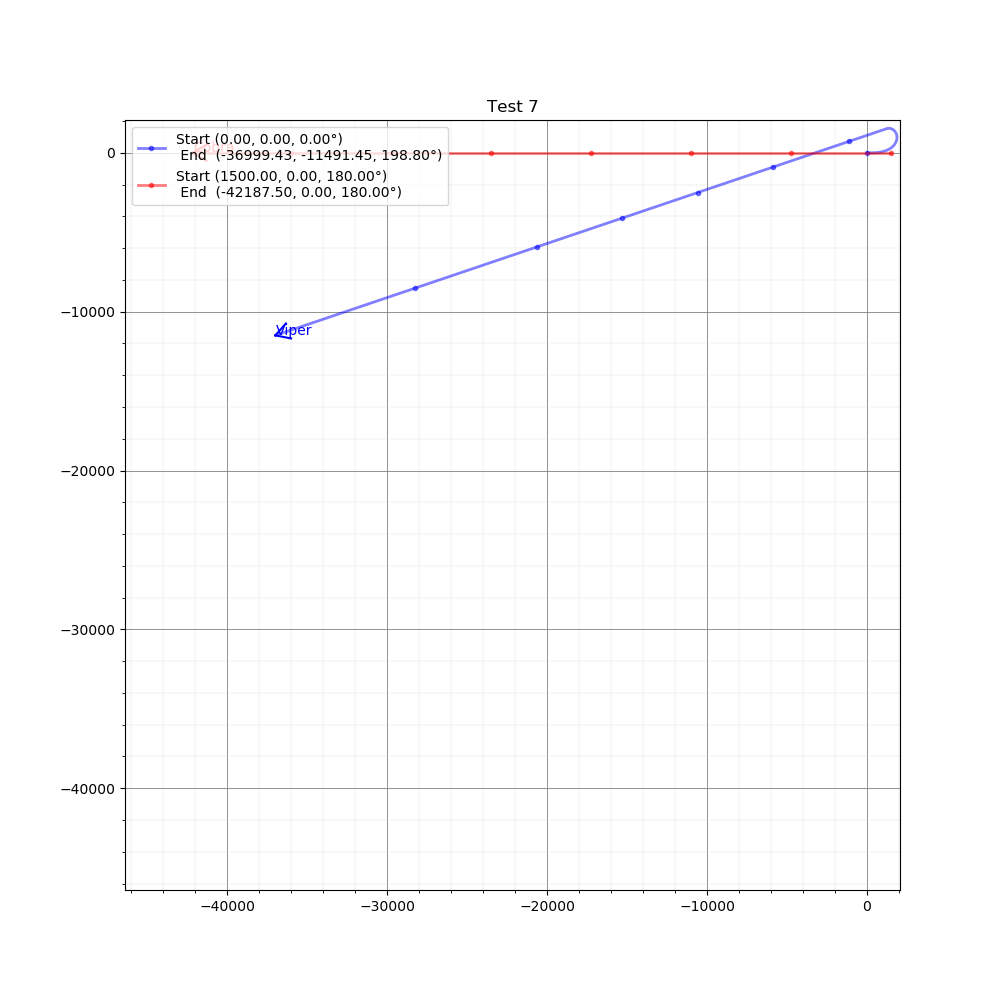 Test 7
Start (0.00, 0.00, 0.00°)
End (-36999.43, -11491.45, 198.80°)
Start (1500.00, 0.00, 180.00°)
End (-42187.50, 0.00, 180.00°)
Viper
0
−10000
−20000
−30000
−40000
−40000 −30000 −20000 −10000 0